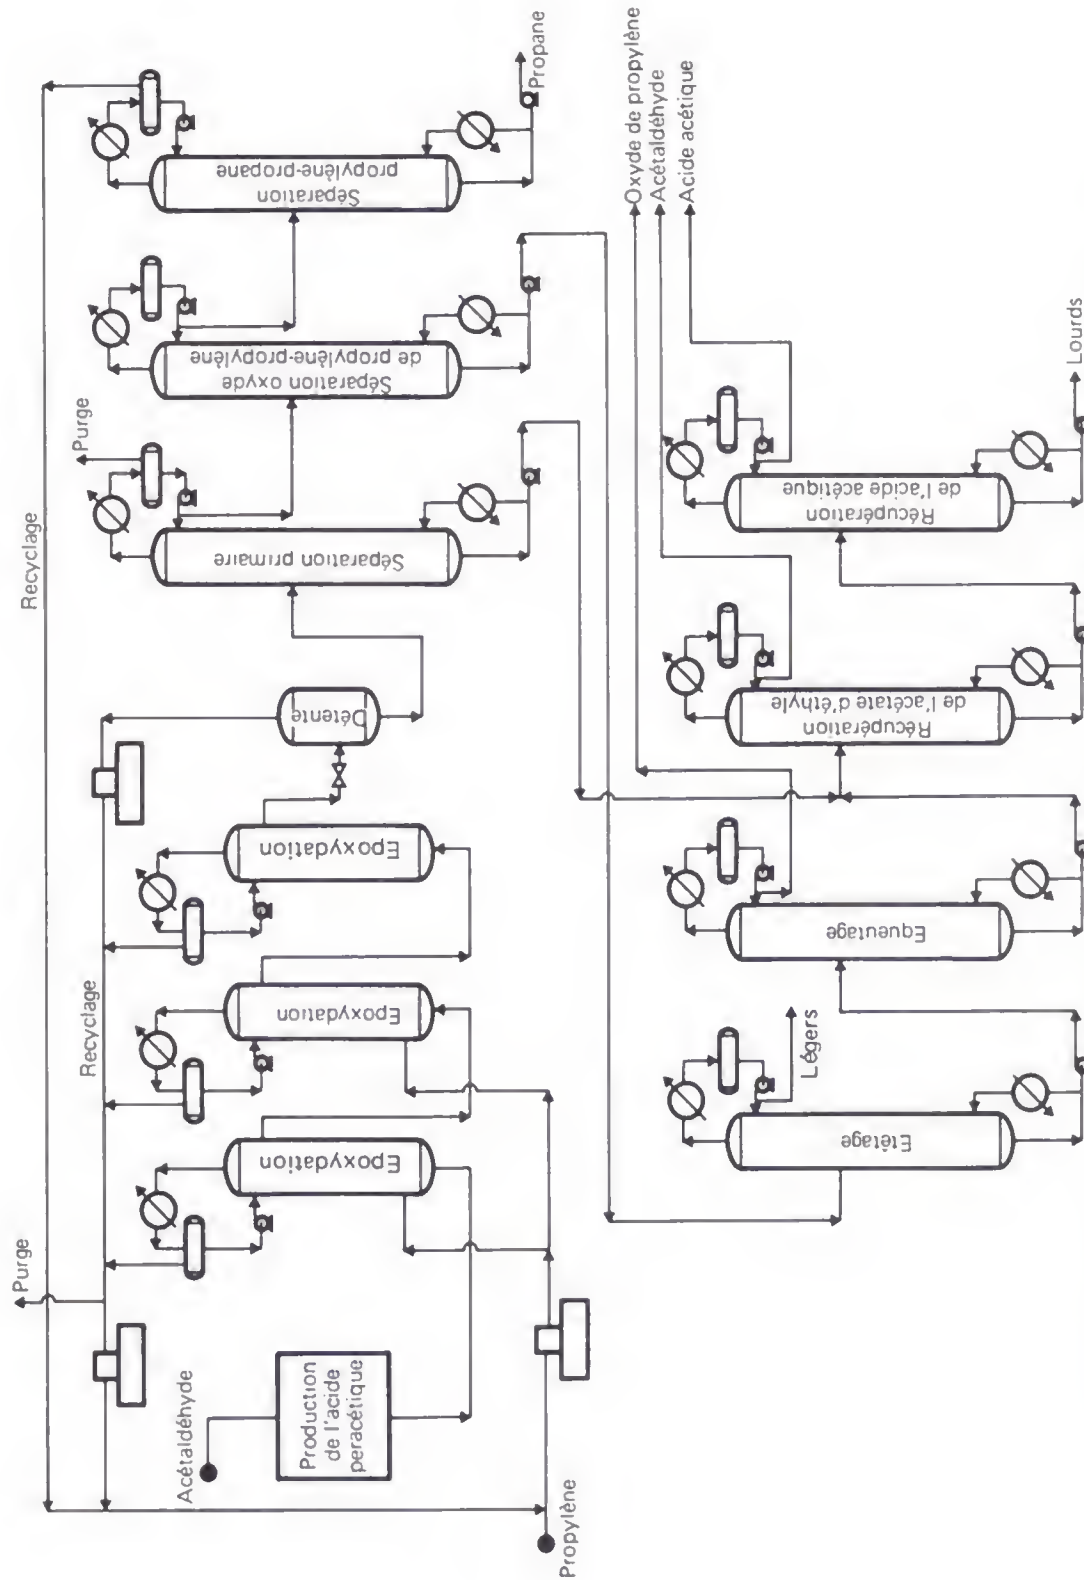 Recyclage
Purge
Recyclage
Purge
Acétaldéhyde
Production
de l'acide
peracétique
Propylène
Epoxydation
Epoxydation
Epoxydation
Détente
Séparation primaire
Séparation oxyde
de propylène-propylène
Séparation
propylène-propane
Propane
Etêtage
Légers
Equeutage
Récupération
de l'acétate d'éthyle
Récupération
de l'acide acétique
Lourds
Oxyde de propylène
Acétaldéhyde
Acide acétique